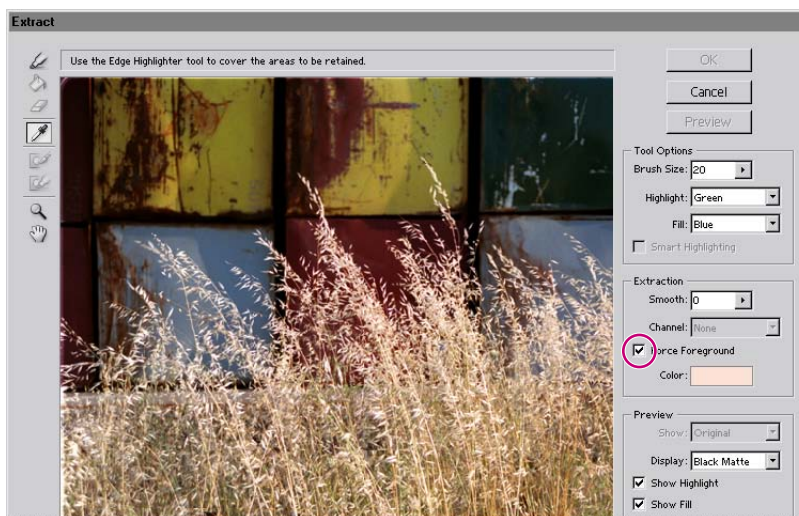 Extract
Use the Edge Highlighter tool to cover the areas to be retained.
OK
Cancel
Preview
Tool Options
Brush Size: 20
Highlight: Green
Fill: Blue
Smart Highlighting
Extraction
Smooth: 0
Channel: None
Force Foreground
Color:
Preview
Show: Original
Display: Black Matte
Show Highlight
Show Fill